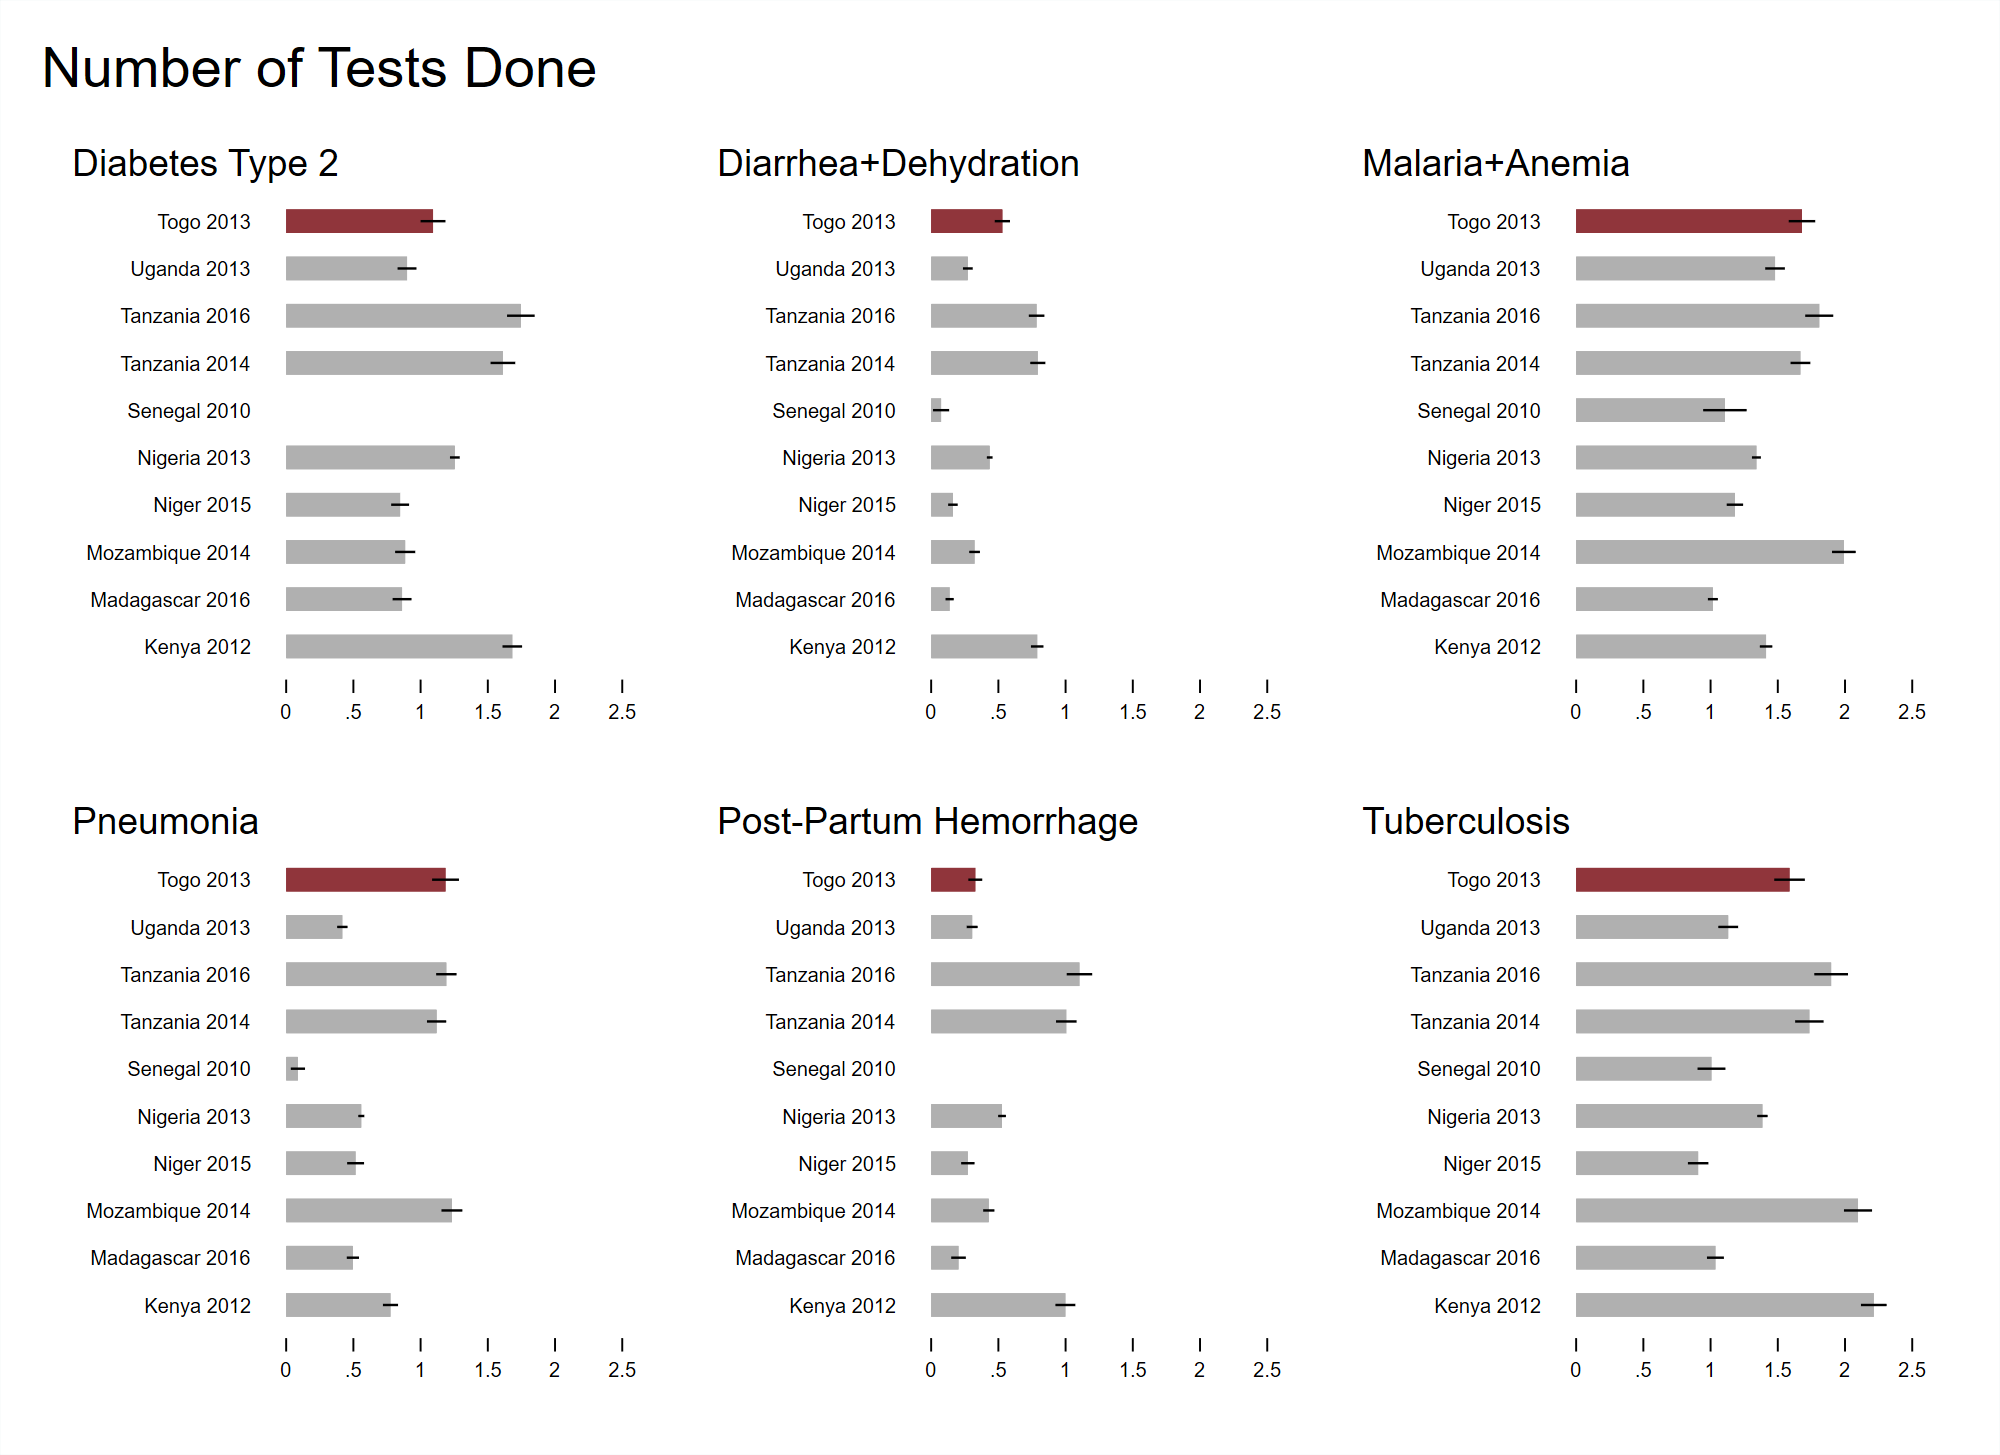 Number of Tests Done
Diabetes Type 2
Togo 2013
Uganda 2013
Tanzania 2016
Tanzania 2014
Senegal 2010
Nigeria 2013
Niger 2015
Mozambique 2014
Madagascar 2016
Kenya 2012
0 .5 1 1.5 2 2.5
Diarrhea+Dehydration
Togo 2013
Uganda 2013
Tanzania 2016
Tanzania 2014
Senegal 2010
Nigeria 2013
Niger 2015
Mozambique 2014
Madagascar 2016
Kenya 2012
0 .5 1 1.5 2 2.5
Malaria+Anemia
Togo 2013
Uganda 2013
Tanzania 2016
Tanzania 2014
Senegal 2010
Nigeria 2013
Niger 2015
Mozambique 2014
Madagascar 2016
Kenya 2012
0 .5 1 1.5 2 2.5
Pneumonia
Togo 2013
Uganda 2013
Tanzania 2016
Tanzania 2014
Senegal 2010
Nigeria 2013
Niger 2015
Mozambique 2014
Madagascar 2016
Kenya 2012
0 .5 1 1.5 2 2.5
Post-Partum Hemorrhage
Togo 2013
Uganda 2013
Tanzania 2016
Tanzania 2014
Senegal 2010
Nigeria 2013
Niger 2015
Mozambique 2014
Madagascar 2016
Kenya 2012
0 .5 1 1.5 2 2.5
Tuberculosis
Togo 2013
Uganda 2013
Tanzania 2016
Tanzania 2014
Senegal 2010
Nigeria 2013
Niger 2015
Mozambique 2014
Madagascar 2016
Kenya 2012
0 .5 1 1.5 2 2.5